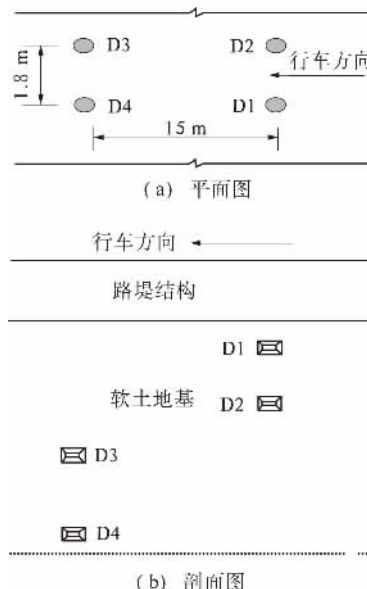 D3
D2
1.8 m
行车方向
D4
D1
15 m
(a) 平面图
行车方向
路堤结构
D1
软土地基
D2
D3
D4
(b) 剖面图